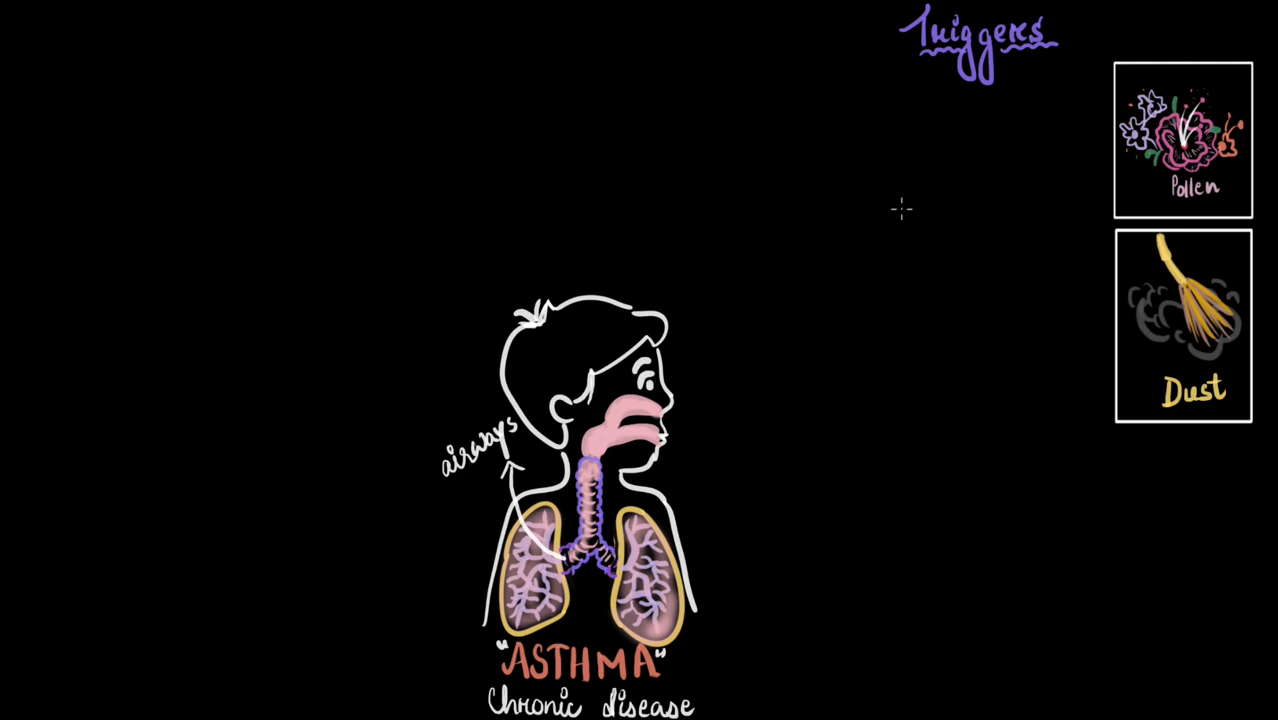 Triggers
Pollen
Dust
airways
"ASTHMA"
Chronic disease